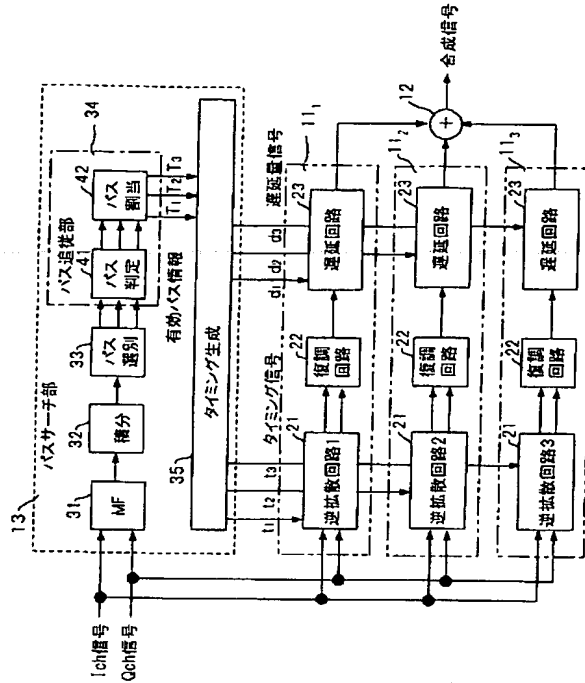 13
パスサーチ部
Ich信号
Qch信号
31
MF
32
積分
33
パス
選別
パス追従部
34
41
パス
判定
42
パス
割当
有効パス情報
T1
T2
T3
35
タイミング生成
タイミング信号
遅延量信号
t1
t2
t3
d1
d2
d3
11₁
21
逆拡散回路1
22
復調
回路
23
遅延回路
11₂
21
逆拡散回路2
22
復調
回路
23
遅延回路
11₃
21
逆拡散回路3
22
復調
回路
23
遅延回路
12
+
合成信号